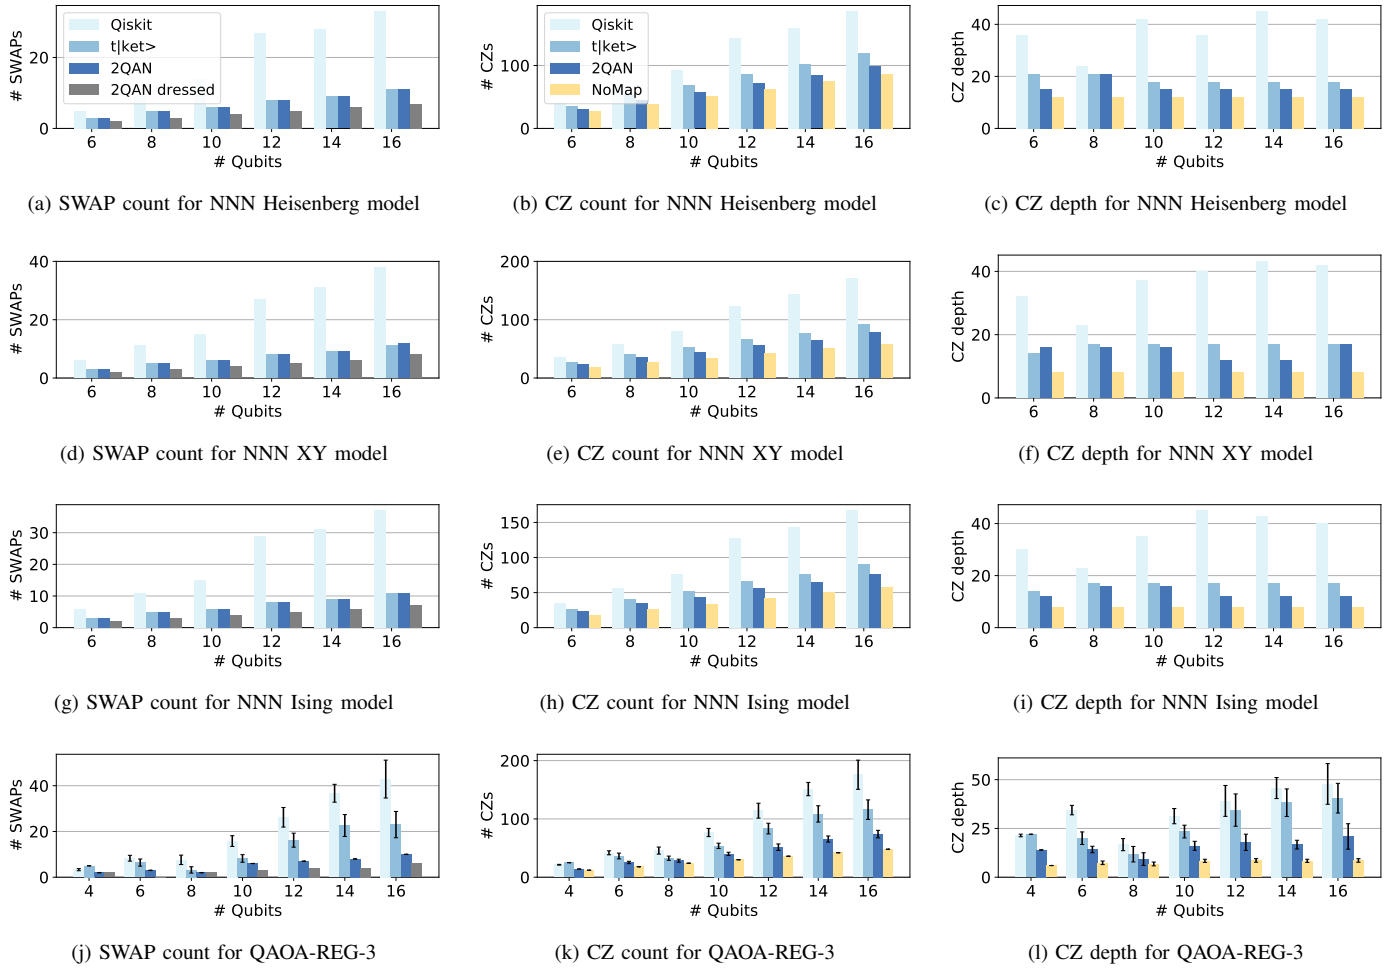 # SWAPs
20
0
Qiskit
t|ket>
2QAN
2QAN dressed
6 8 10 12 14 16
# Qubits
(a) SWAP count for NNN Heisenberg model
# CZs
100
0
Qiskit
t|ket>
2QAN
NoMap
6 8 10 12 14 16
# Qubits
(b) CZ count for NNN Heisenberg model
CZ depth
40
20
0
6 8 10 12 14 16
# Qubits
(c) CZ depth for NNN Heisenberg model
# SWAPs
40
20
0
6 8 10 12 14 16
# Qubits
(d) SWAP count for NNN XY model
# CZs
200
100
0
6 8 10 12 14 16
# Qubits
(e) CZ count for NNN XY model
CZ depth
40
20
0
6 8 10 12 14 16
# Qubits
(f) CZ depth for NNN XY model
# SWAPs
30
20
10
0
6 8 10 12 14 16
# Qubits
(g) SWAP count for NNN Ising model
# CZs
150
100
50
0
6 8 10 12 14 16
# Qubits
(h) CZ count for NNN Ising model
CZ depth
40
20
0
6 8 10 12 14 16
# Qubits
(i) CZ depth for NNN Ising model
# SWAPs
40
20
0
4 6 8 10 12 14 16
# Qubits
(j) SWAP count for QAOA-REG-3
# CZs
200
100
0
4 6 8 10 12 14 16
# Qubits
(k) CZ count for QAOA-REG-3
CZ depth
50
25
0
4 6 8 10 12 14 16
# Qubits
(l) CZ depth for QAOA-REG-3